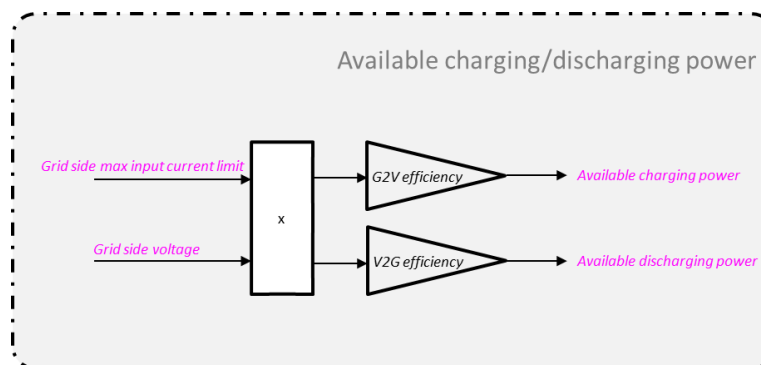 Available charging/discharging power
Grid side max input current limit
G2V efficiency
Available charging power
x
Grid side voltage
V2G efficiency
Available discharging power